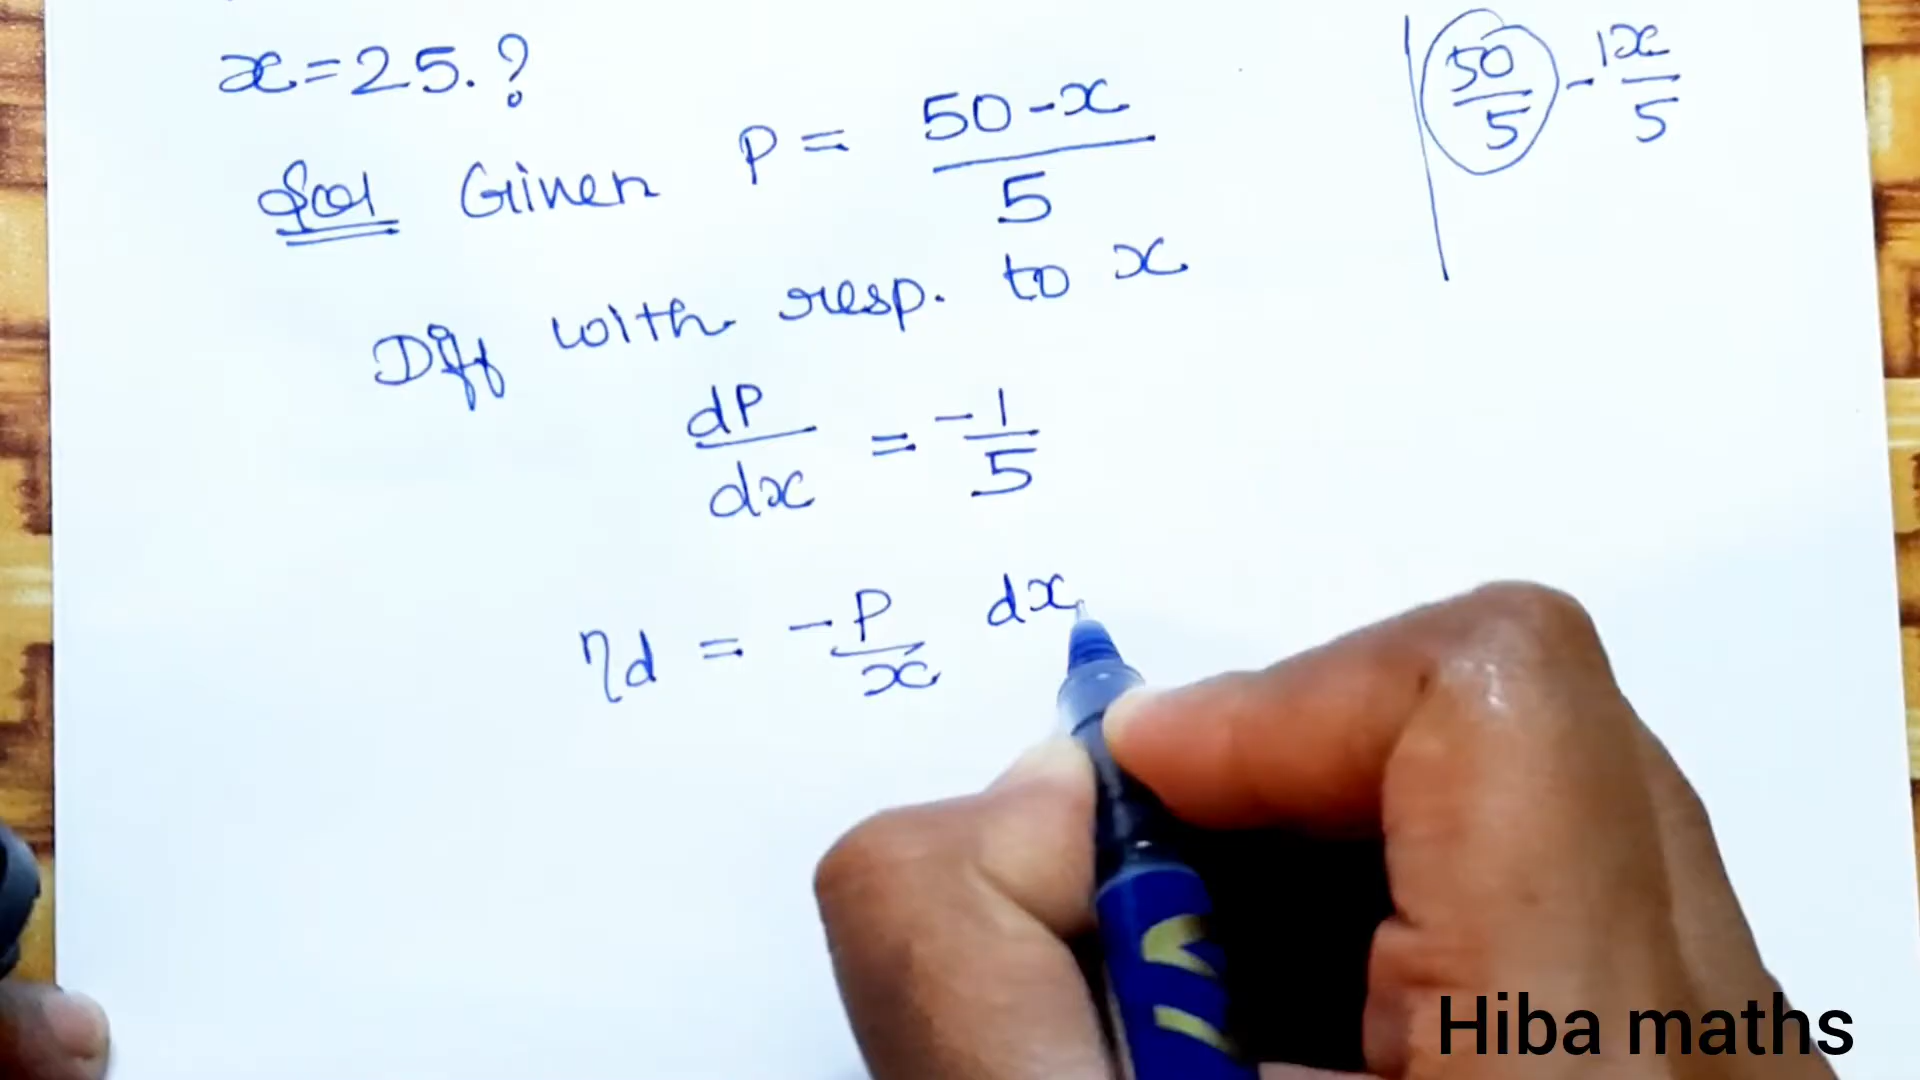 x = 25. ?
Sol Given P = 50 - x / 5
50/5 - 1x/5
Diff with resp. to x
dP/dx = -1/5
ηd = -P/x dx
Hiba maths